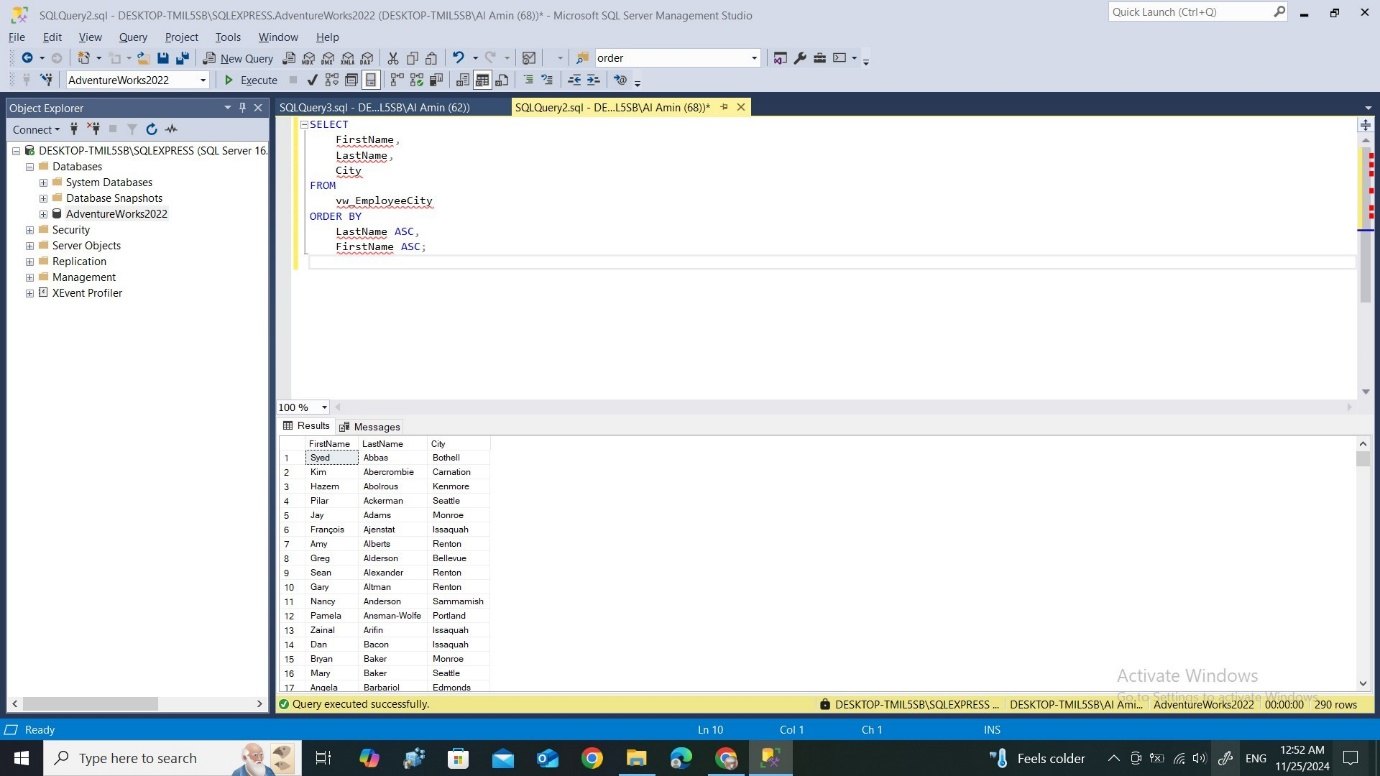 SQLQuery2.sql - DESKTOP-TMIL5SB\SQLEXPRESS.AdventureWorks2022 (DESKTOP-TMIL5SB\Al Amin (68))* - Microsoft SQL Server Management Studio
Quick Launch (Ctrl+Q)
File Edit View Query Project Tools Window Help
New Query
order
AdventureWorks2022
Execute
Object Explorer
SQLQuery3.sql - DE...L5SB\Al Amin (62))
SQLQuery2.sql - DE...L5SB\Al Amin (68))*
Connect
DESKTOP-TMIL5SB\SQLEXPRESS (SQL Server 16.
Databases
System Databases
Database Snapshots
AdventureWorks2022
Security
Server Objects
Replication
Management
XEvent Profiler
SELECT
FirstName,
LastName,
City
FROM
vw_EmployeeCity
ORDER BY
LastName ASC,
FirstName ASC;
100 %
Results Messages
FirstName LastName City
1 Syed Abbas Bothell
2 Kim Abercrombie Carnation
3 Hazem Abolrous Kenmore
4 Pilar Ackerman Seattle
5 Jay Adams Monroe
6 François Ajenstat Issaquah
7 Amy Alberts Renton
8 Greg Alderson Bellevue
9 Sean Alexander Renton
10 Gary Altman Renton
11 Nancy Anderson Sammamish
12 Pamela Ansman-Wolfe Portland
13 Zainal Arifin Issaquah
14 Dan Bacon Issaquah
15 Bryan Baker Monroe
16 Mary Baker Seattle
17 Angela Barbariol Edmonds
Activate Windows
Go to Settings to activate Windows.
Query executed successfully.
DESKTOP-TMIL5SB\SQLEXPRESS ... DESKTOP-TMIL5SB\Al Ami... AdventureWorks2022 00:00:00 290 rows
Ready
Ln 10 Col 1 Ch 1 INS
Type here to search
Feels colder
ENG
12:52 AM
11/25/2024